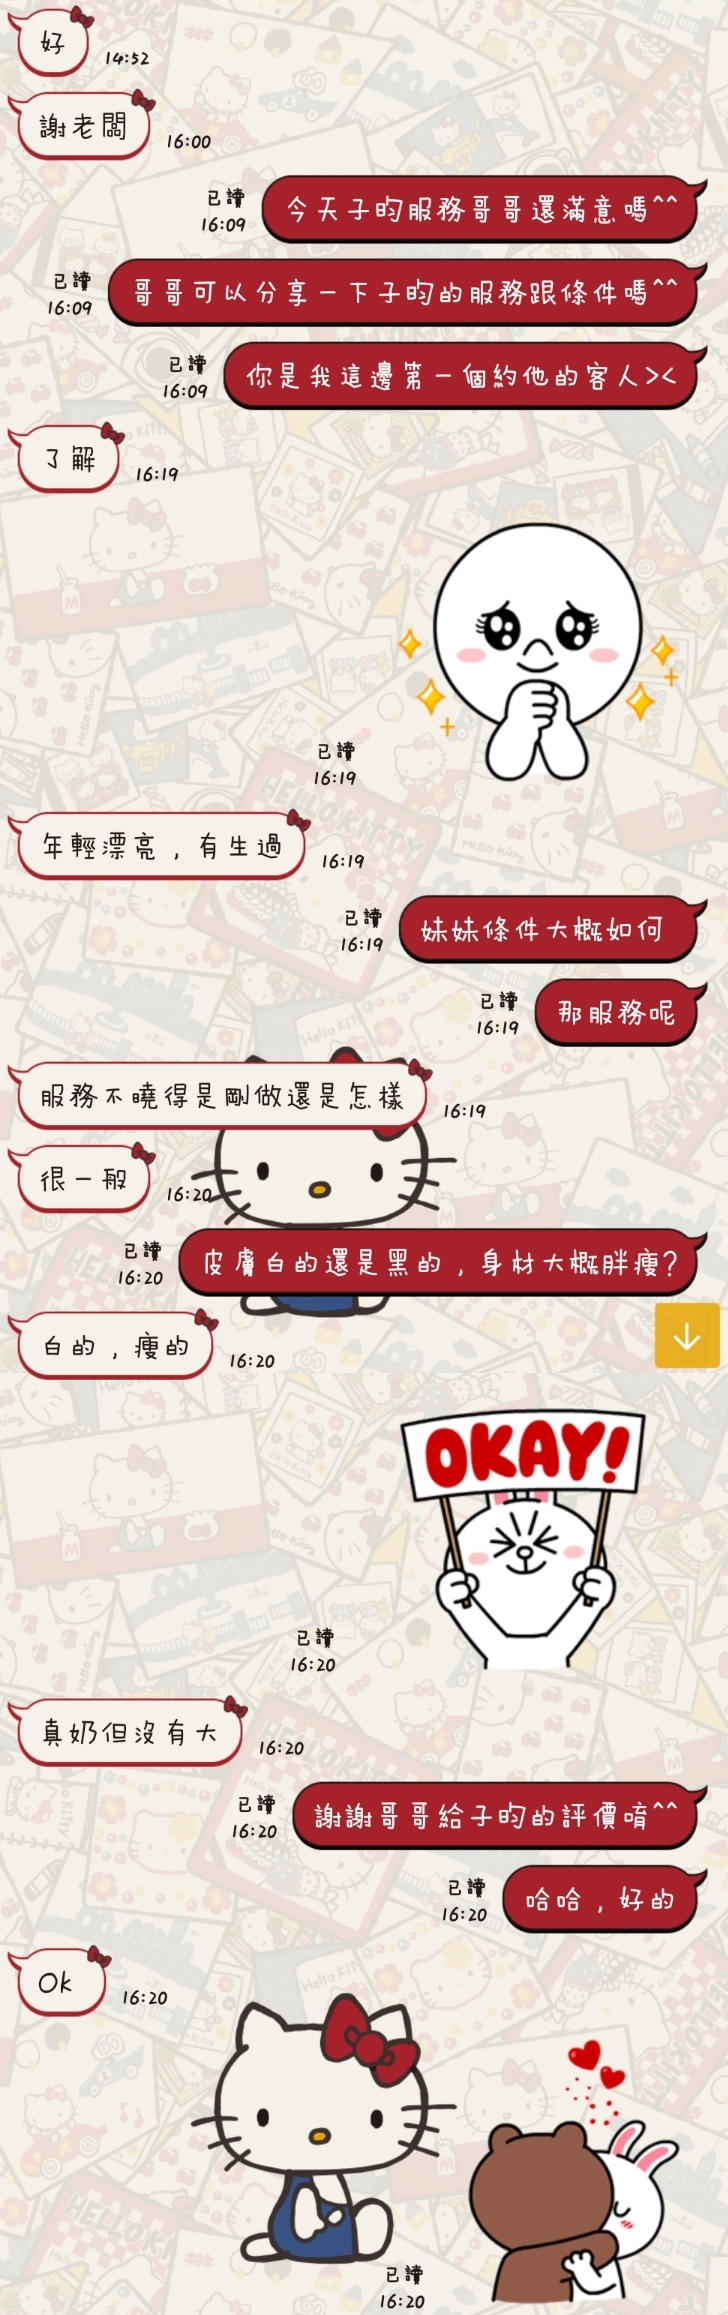 好
14:52
謝老闆
16:00
已讀
16:09
今天子昀服務哥哥還滿意嗎^^
已讀
16:09
哥哥可以分享一下子昀的服務跟條件嗎^^
已讀
16:09
你是我這邊第一個約他的客人><
了解
16:19
已讀
16:19
年輕漂亮，有生過
16:19
已讀
16:19
妹妹條件大概如何
已讀
16:19
那服務呢
服務不曉得是剛做還是怎樣
16:19
很一般
16:20
已讀
16:20
皮膚白的還是黑的，身材大概胖瘦?
白的，瘦的
16:20
OKAY!
已讀
16:20
真奶但沒有大
16:20
已讀
16:20
謝謝哥哥給子昀的評價唷^^
已讀
16:20
哈哈，好的
Ok
16:20
已讀
16:20